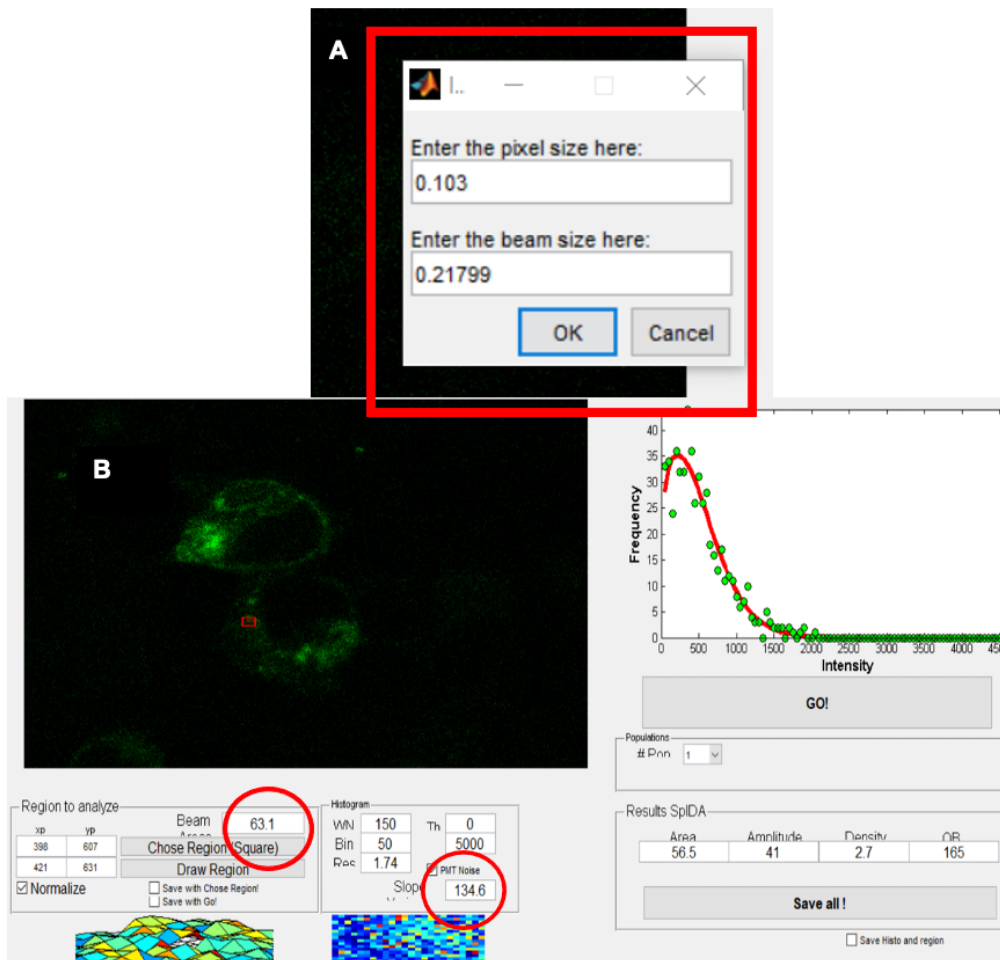 A
I..
Enter the pixel size here:
0.103
Enter the beam size here:
0.21799
OK Cancel
B
Frequency
40
35
30
25
20
15
10
5
0
0 500 1000 1500 2000 2500 3000 3500 4000
Intensity
GO!
Populations
1
Region to analyze
Beam
63.1
xp yp
398 607
Chose Region (Square)
421 631
Draw Region
Normalize
Save with Chose Region!
Save with Go!
Histogram
WN 150 Th 0
Bin 50 5000
Res 1.74
PMT Noise
Slope
134.6
Results SpIDA
Area Amplitude Density
56.5 41 2.7 165
Save all !
Save Histo and region